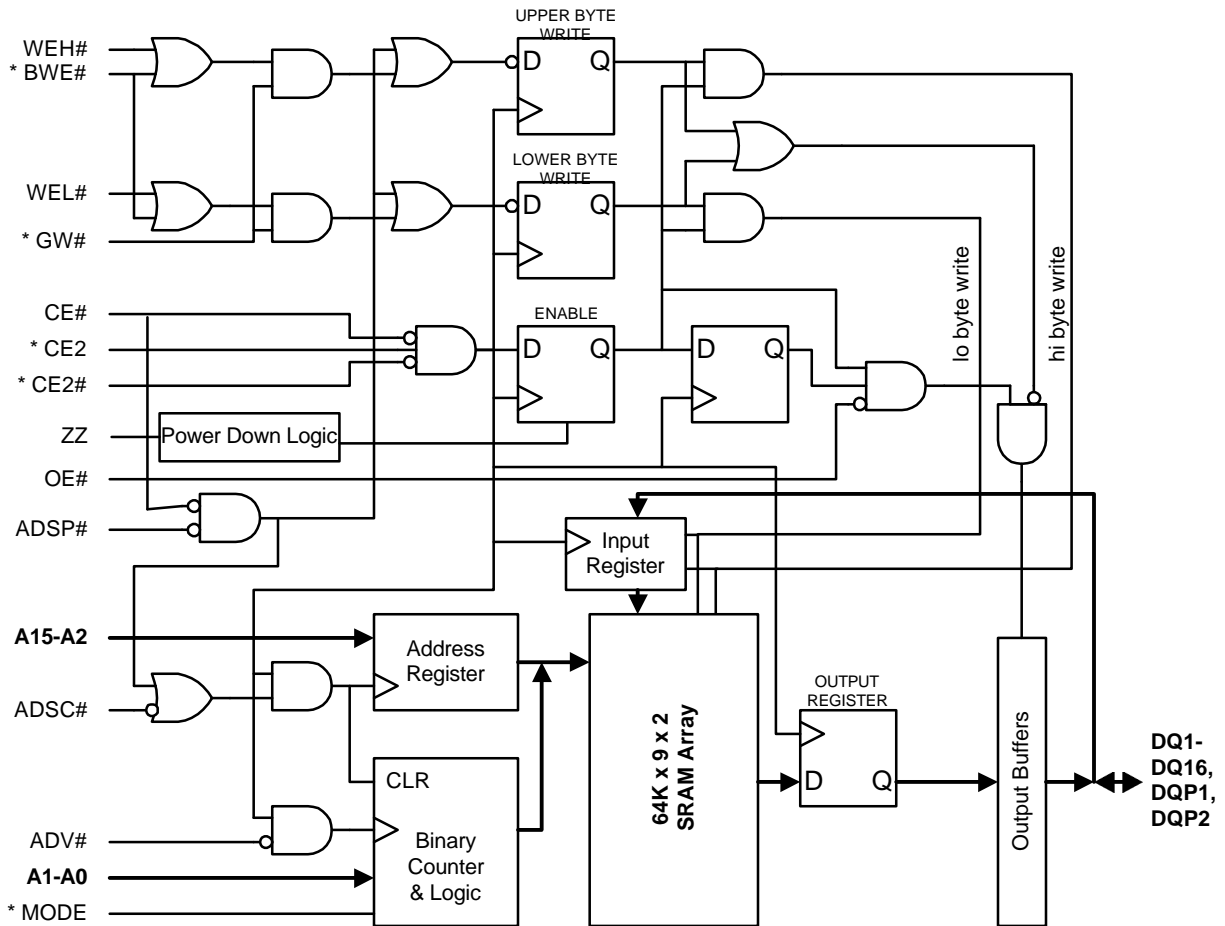 UPPER BYTE
WRITE
WEH#
* BWE#
D
Q
LOWER BYTE
WRITE
WEL#
D
Q
* GW#
lo byte write
hi byte write
CE#
ENABLE
* CE2
D
Q
D
Q
* CE2#
ZZ
Power Down Logic
OE#
ADSP#
Input
Register
A15-A2
Address
Register
ADSC#
OUTPUT
REGISTER
64K x 9 x 2
SRAM Array
CLR
D
Q
Output Buffers
DQ1-
DQ16,
DQP1,
DQP2
ADV#
Binary
Counter
& Logic
A1-A0
* MODE